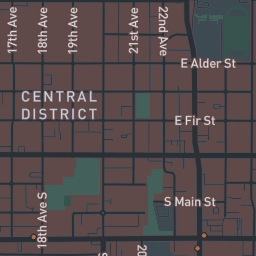 17th Ave
18th Ave
19th Ave
21st Ave
22nd Ave
E Alder St
CENTRAL
DISTRICT
E Fir St
S Main St
18th Ave S
20
S